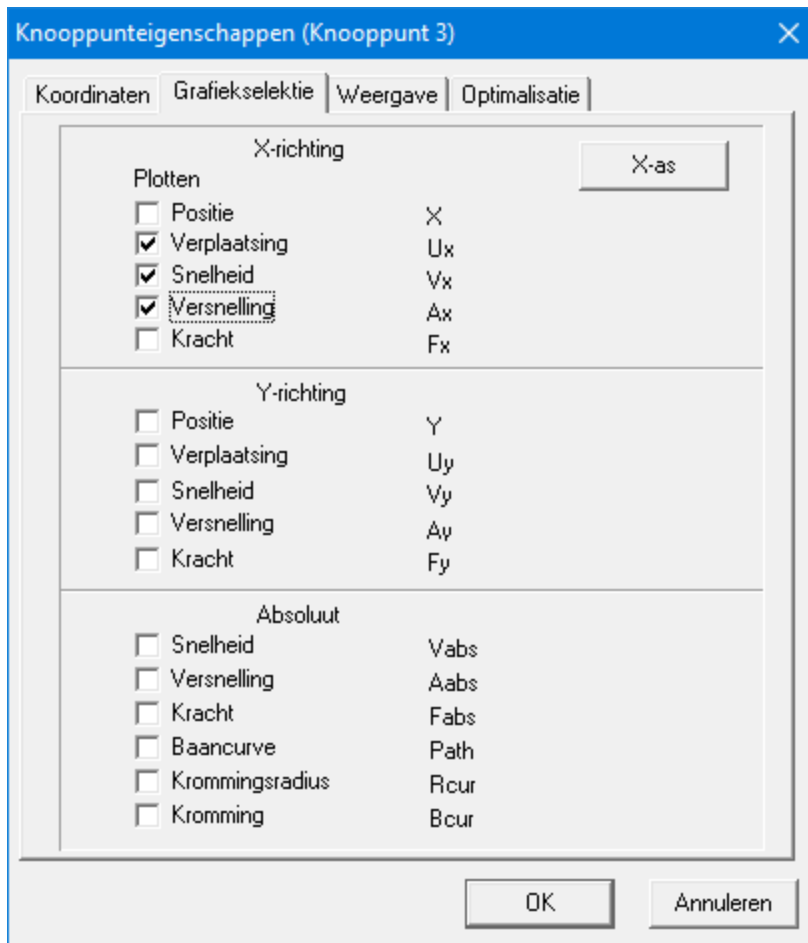 Knooppunteigenschappen (Knooppunt 3)
Koordinaten Grafiekselektie Weergave Optimalisatie
X-richting
X-as
Plotten
Positie X
Verplaatsing Ux
Snelheid Vx
Versnelling Ax
Kracht Fx
Y-richting
Positie Y
Verplaatsing Uy
Snelheid Vy
Versnelling Ay
Kracht Fy
Absoluut
Snelheid Vabs
Versnelling Aabs
Kracht Fabs
Baancurve Path
Krommingsradius Rcur
Kromming Bcur
OK Annuleren